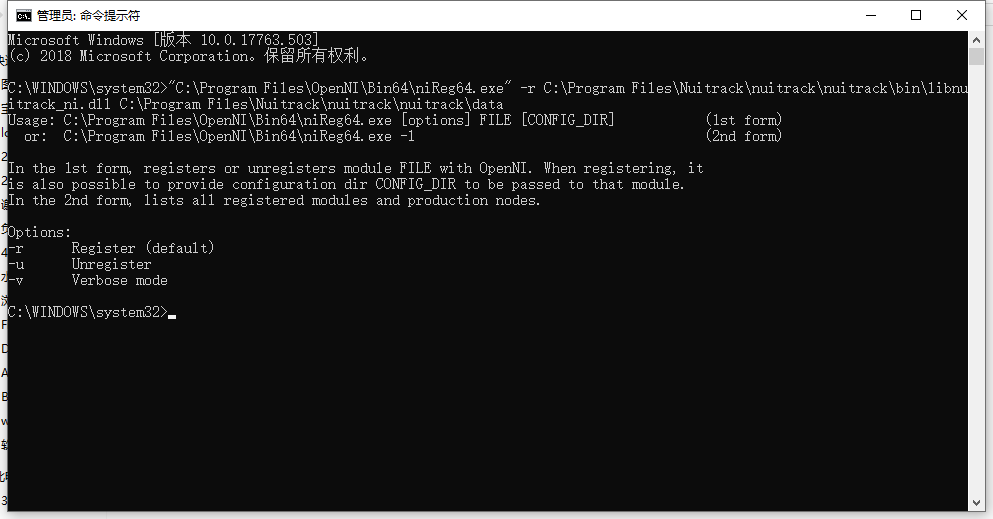 管理员: 命令提示符
Microsoft Windows [版本 10.0.17763.503]
(c) 2018 Microsoft Corporation。保留所有权利。
C:\WINDOWS\system32>"C:\Program Files\OpenNI\Bin64\niReg64.exe" -r C:\Program Files\Nuitrack\nuitrack\nuitrack\bin\libnu
itrack_ni.dll C:\Program Files\Nuitrack\nuitrack\nuitrack\data
Usage: C:\Program Files\OpenNI\Bin64\niReg64.exe [options] FILE [CONFIG_DIR] (1st form)
or: C:\Program Files\OpenNI\Bin64\niReg64.exe -l (2nd form)
In the 1st form, registers or unregisters module FILE with OpenNI. When registering, it
is also possible to provide configuration dir CONFIG_DIR to be passed to that module.
In the 2nd form, lists all registered modules and production nodes.
Options:
-r Register (default)
-u Unregister
-v Verbose mode
C:\WINDOWS\system32>